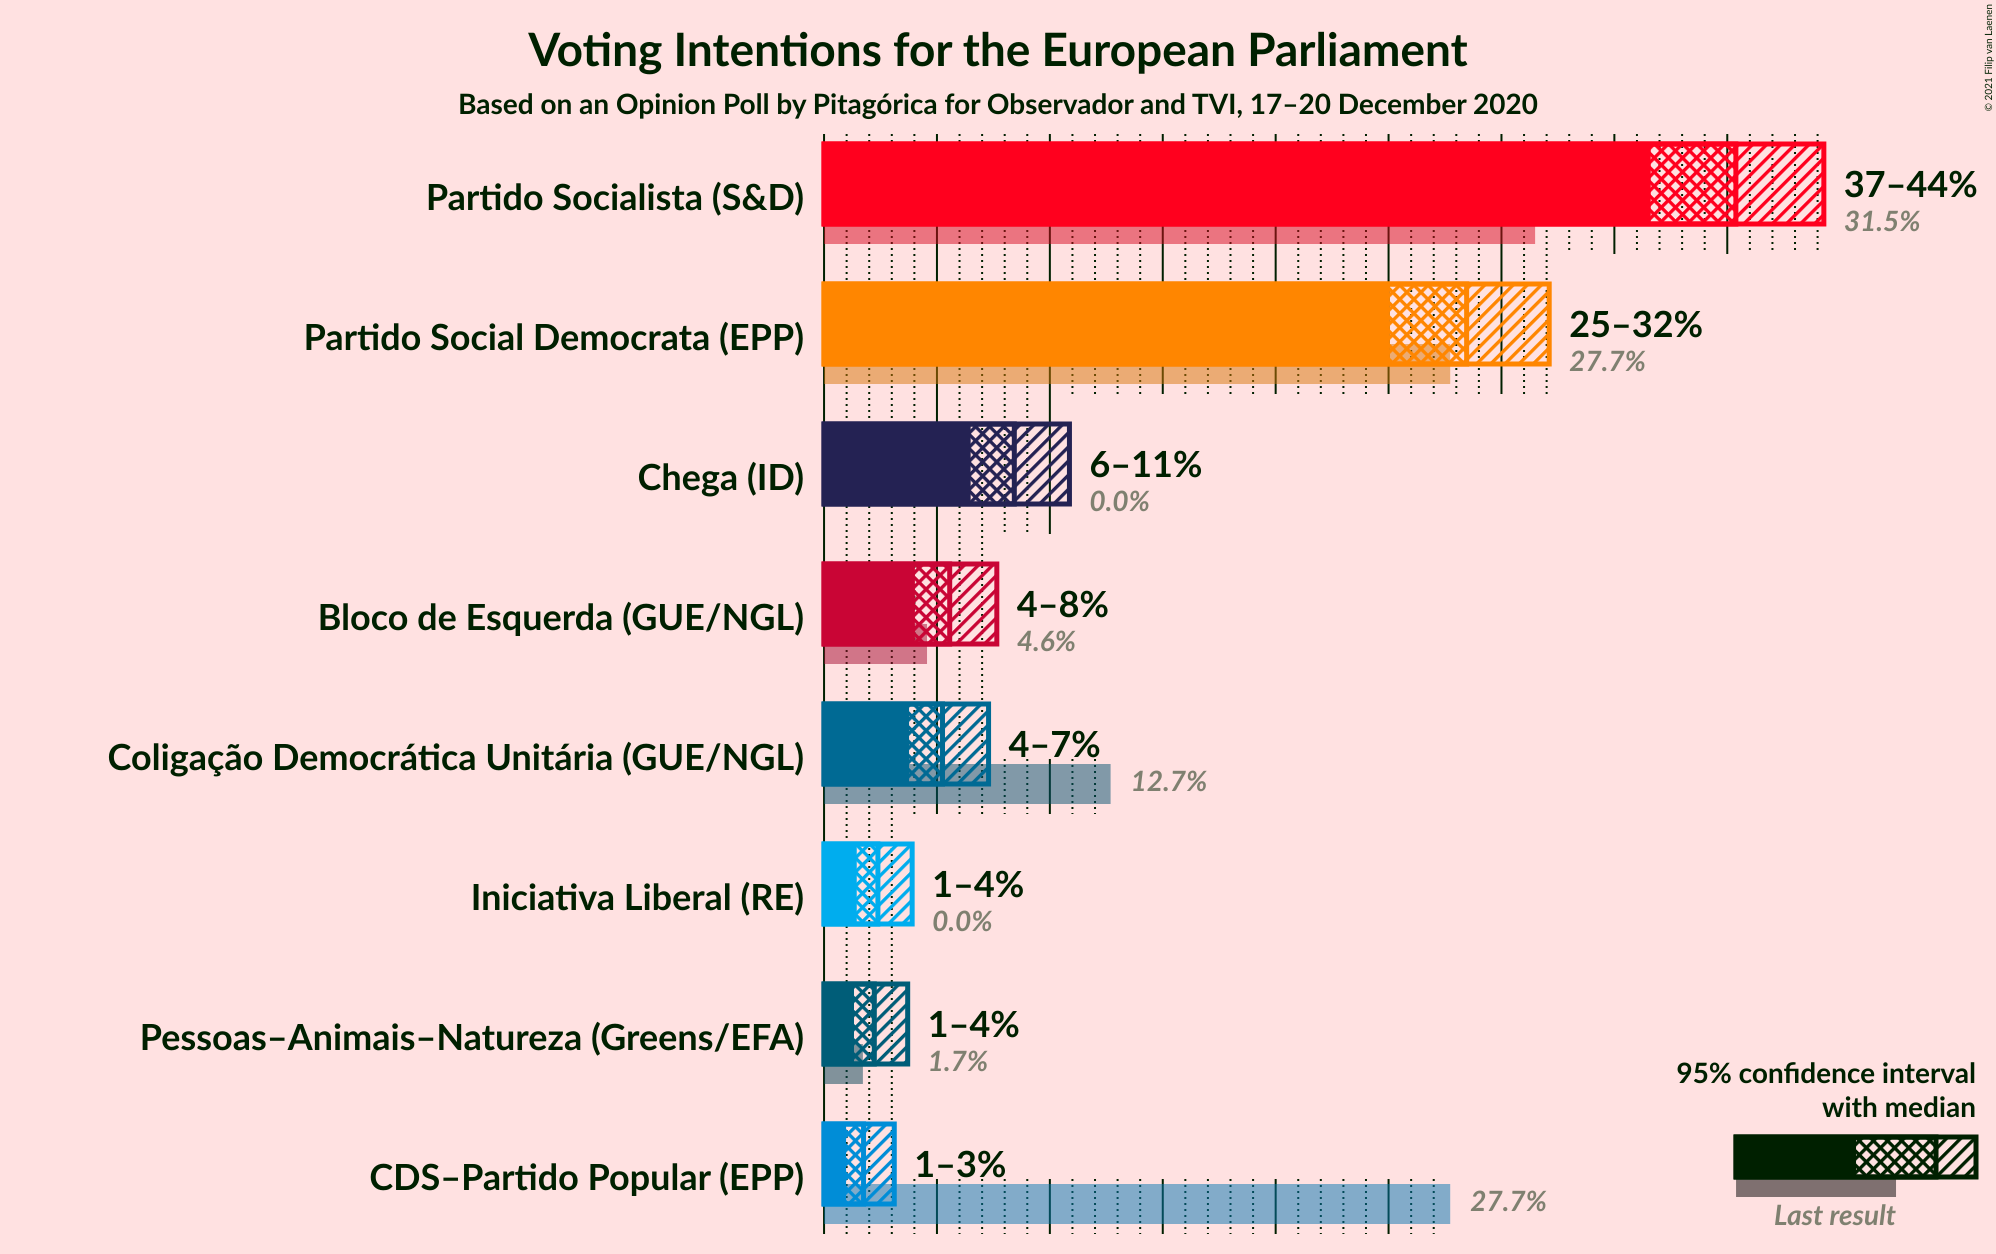 Voting Intentions for the European Parliament
Based on an Opinion Poll by Pitagórica for Observador and TVI, 17–20 December 2020
© 2021 Filip van Laenen
Partido Socialista (S&D)
37–44%
31.5%
Partido Social Democrata (EPP)
25–32%
27.7%
Chega (ID)
6–11%
0.0%
Bloco de Esquerda (GUE/NGL)
4–8%
4.6%
Coligação Democrática Unitária (GUE/NGL)
4–7%
12.7%
Iniciativa Liberal (RE)
1–4%
0.0%
Pessoas–Animais–Natureza (Greens/EFA)
1–4%
1.7%
CDS–Partido Popular (EPP)
1–3%
27.7%
95% confidence interval
with median
Last result